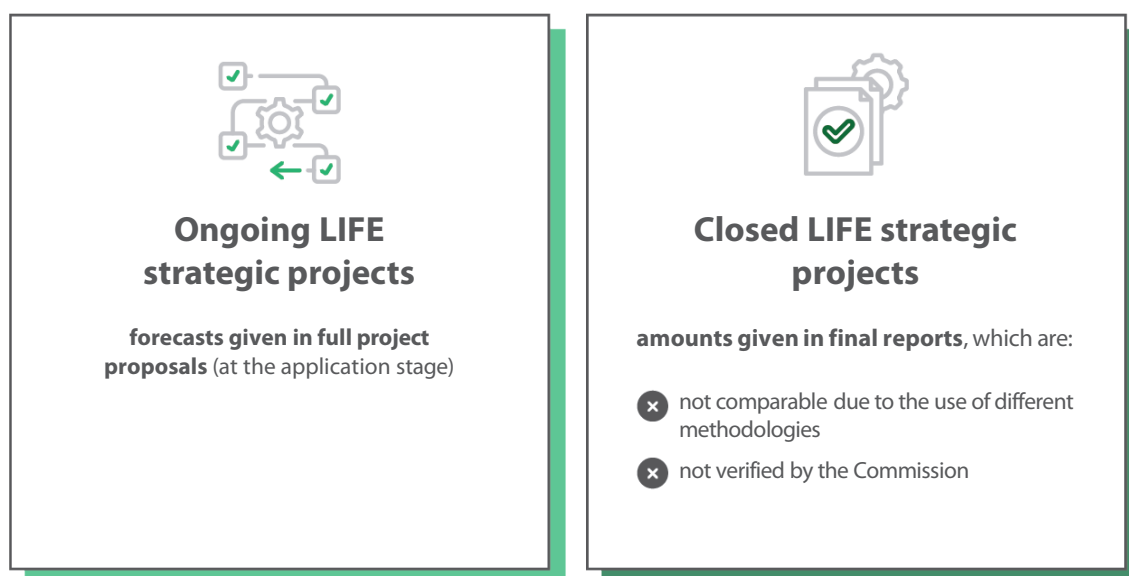 Ongoing LIFE
strategic projects
forecasts given in full project
proposals (at the application stage)
Closed LIFE strategic
projects
amounts given in final reports, which are:
not comparable due to the use of different
methodologies
not verified by the Commission